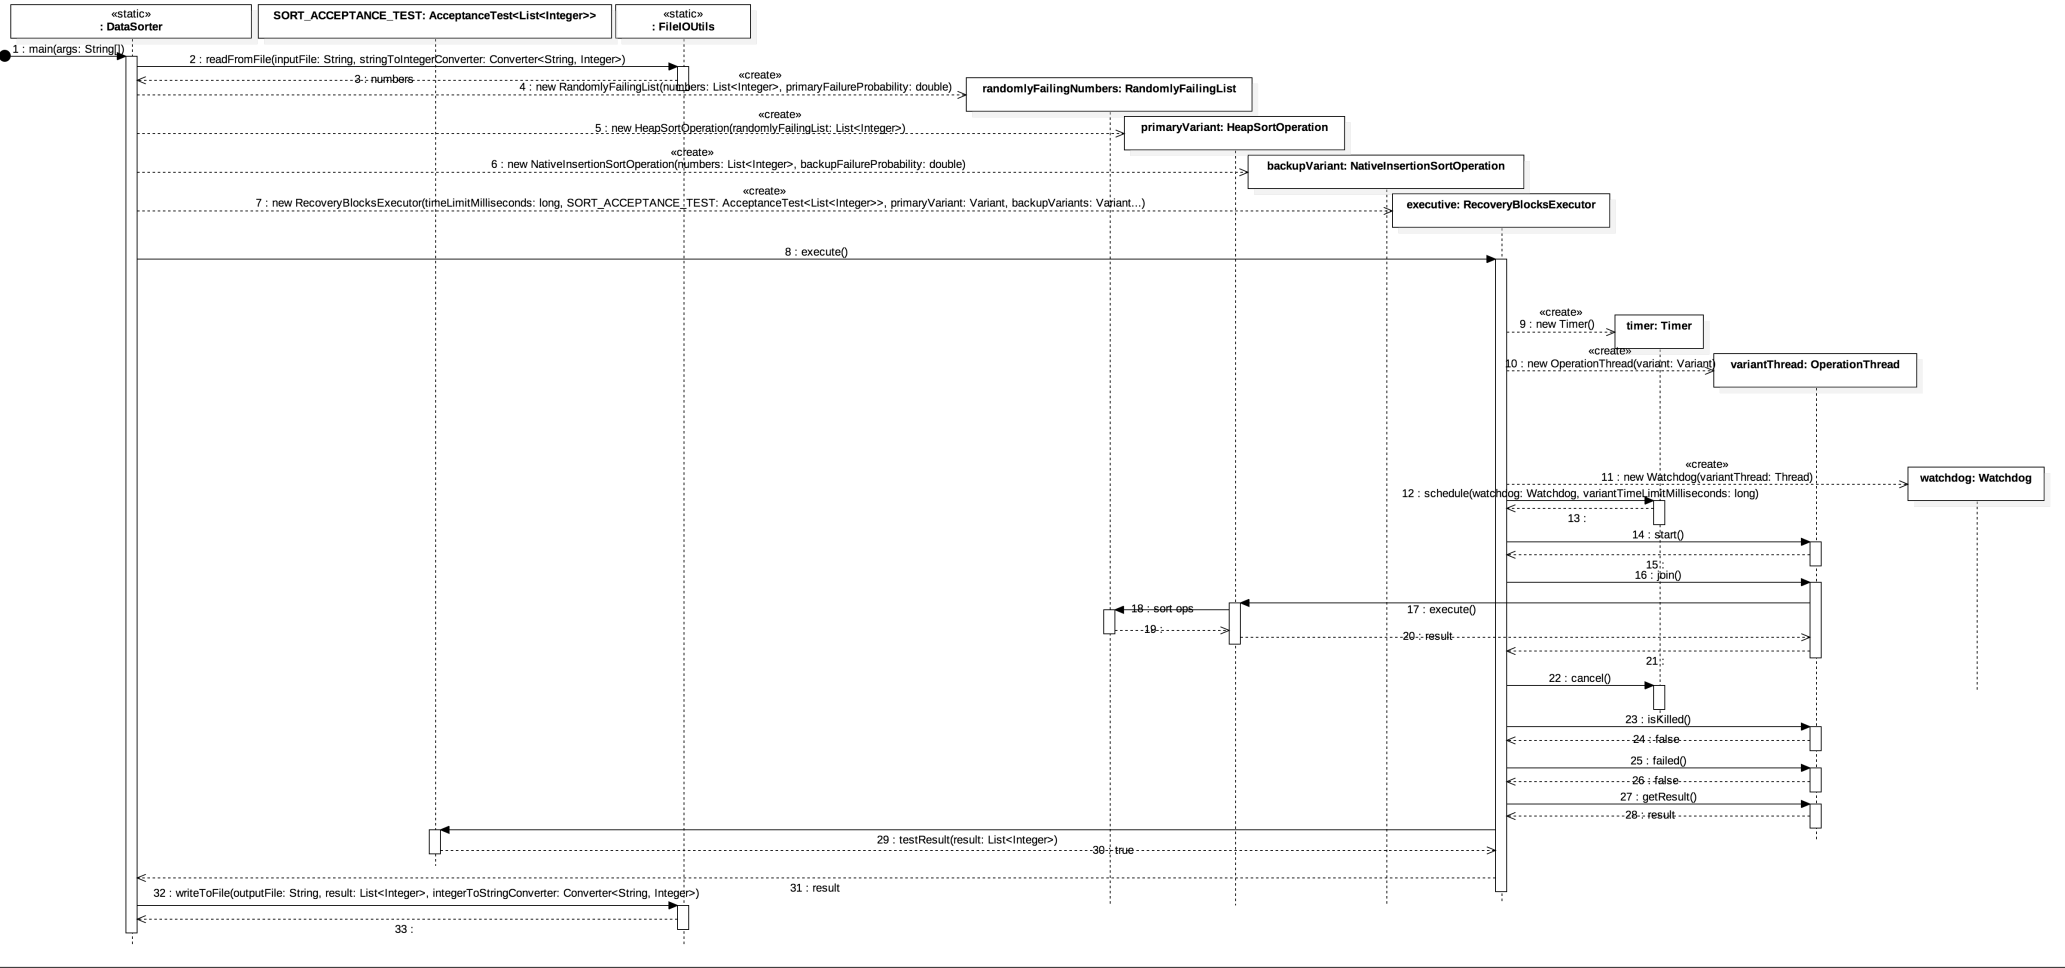 «static»
: DataSorter
SORT_ACCEPTANCE_TEST: AcceptanceTest<List<Integer>>
«static»
: FileIOUtils
1 : main(args: String[])
2 : readFromFile(inputFile: String, stringToIntegerConverter: Converter<String, Integer)
3 : numbers
«create»
4 : new RandomlyFailingList(numbers: List<Integer>, primaryFailureProbability: double)
randomlyFailingNumbers: RandomlyFailingList
«create»
5 : new HeapSortOperation(randomlyFailingList: List<Integer>)
primaryVariant: HeapSortOperation
«create»
6 : new NativeInsertionSortOperation(numbers: List<Integer>, backupFailureProbability: double)
backupVariant: NativeInsertionSortOperation
«create»
7 : new RecoveryBlocksExecutor(timeLimitMilliseconds: long, SORT_ACCEPTANCE_TEST: AcceptanceTest<List<Integer>>, primaryVariant: Variant, backupVariants: Variant...)
executive: RecoveryBlocksExecutor
8 : execute()
«create»
9 : new Timer()
timer: Timer
«create»
10 : new OperationThread(variant: Variant)
variantThread: OperationThread
«create»
11 : new Watchdog(variantThread: Thread)
watchdog: Watchdog
12 : schedule(watchdog: Watchdog, variantTimeLimitMilliseconds: long)
13 :
14 : start()
15 :
16 : join()
17 : execute()
18 : sort ops
19 :
20 : result
21 :
22 : cancel()
23 : isKilled()
24 : false
25 : failed()
26 : false
27 : getResult()
28 : result
29 : testResult(result: List<Integer>)
30 : true
31 : result
32 : writeToFile(outputFile: String, result: List<Integer>, integerToStringConverter: Converter<String, Integer>)
33 :